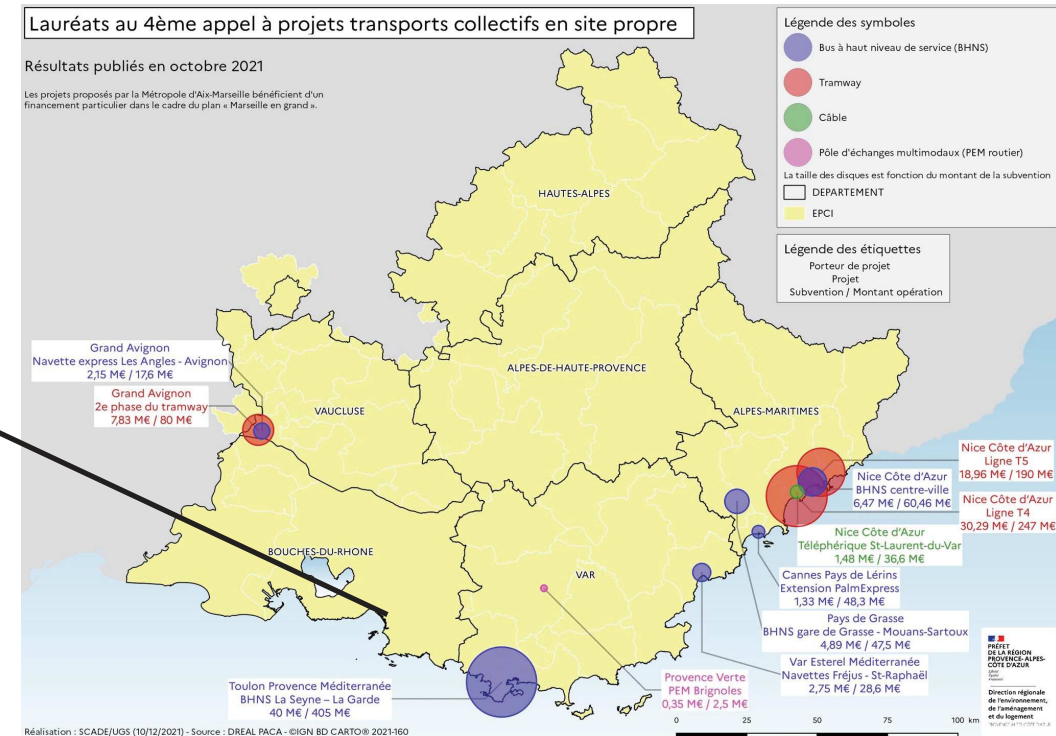 Lauréats au 4ème appel à projets transports collectifs en site propre
Résultats publiés en octobre 2021
Les projets proposés par la Métropole d'Aix-Marseille bénéficient d'un
financement particulier dans le cadre du plan « Marseille en grand ».
Légende des symboles
Bus à haut niveau de service (BHNS)
Tramway
Câble
Pôle d'échanges multimodaux (PEM routier)
La taille des disques est fonction du montant de la subvention
DEPARTEMENT
EPCI
Légende des étiquettes
Porteur de projet
Projet
Subvention / Montant opération
HAUTES-ALPES
ALPES-DE-HAUTE-PROVENCE
ALPES-MARITIMES
VAUCLUSE
BOUCHES-DU-RHONE
VAR
Grand Avignon
Navette express Les Angles - Avignon
2,15 M€ / 17,6 M€
Grand Avignon
2e phase du tramway
7,83 M€ / 80 M€
Nice Côte d'Azur
Ligne T5
18,96 M€ / 190 M€
Nice Côte d'Azur
BHNS centre-ville
6,47 M€ / 60,46 M€
Nice Côte d'Azur
Ligne T4
30,29 M€ / 247 M€
Nice Côte d'Azur
Téléphérique St-Laurent-du-Var
1,48 M€ / 36,6 M€
Cannes Pays de Lérins
Extension PalmExpress
1,33 M€ / 48,3 M€
Pays de Grasse
BHNS gare de Grasse - Mouans-Sartoux
4,89 M€ / 47,5 M€
Var Esterel Méditerranée
Navettes Fréjus - St-Raphaël
2,75 M€ / 28,6 M€
Provence Verte
PEM Brignoles
0,35 M€ / 2,5 M€
Toulon Provence Méditerranée
BHNS La Seyne – La Garde
40 M€ / 405 M€
0 25 50 75 100 km
PRÉFET
DE LA RÉGION
PROVENCE-ALPES-
CÔTE D'AZUR
Direction régionale
de l'environnement,
de l'aménagement
et du logement
Réalisation : SCADE/UGS (10/12/2021) - Source : DREAL PACA - ©IGN BD CARTO® 2021-160